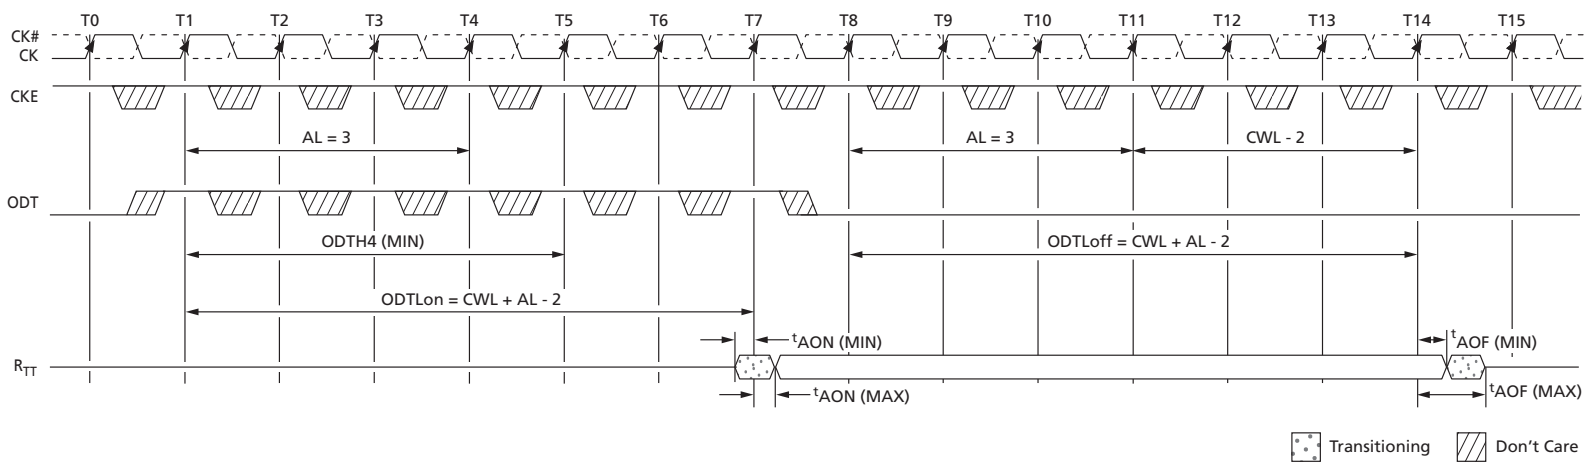 T0 T1 T2 T3 T4 T5 T6 T7 T8 T9 T10 T11 T12 T13 T14 T15
CK#
CK
CKE
AL = 3
AL = 3
CWL - 2
ODT
ODTH4 (MIN)
ODTLoff = CWL + AL - 2
ODTLon = CWL + AL - 2
tAON (MIN)
tAOF (MIN)
RTT
tAON (MAX)
tAOF (MAX)
Transitioning
Don't Care